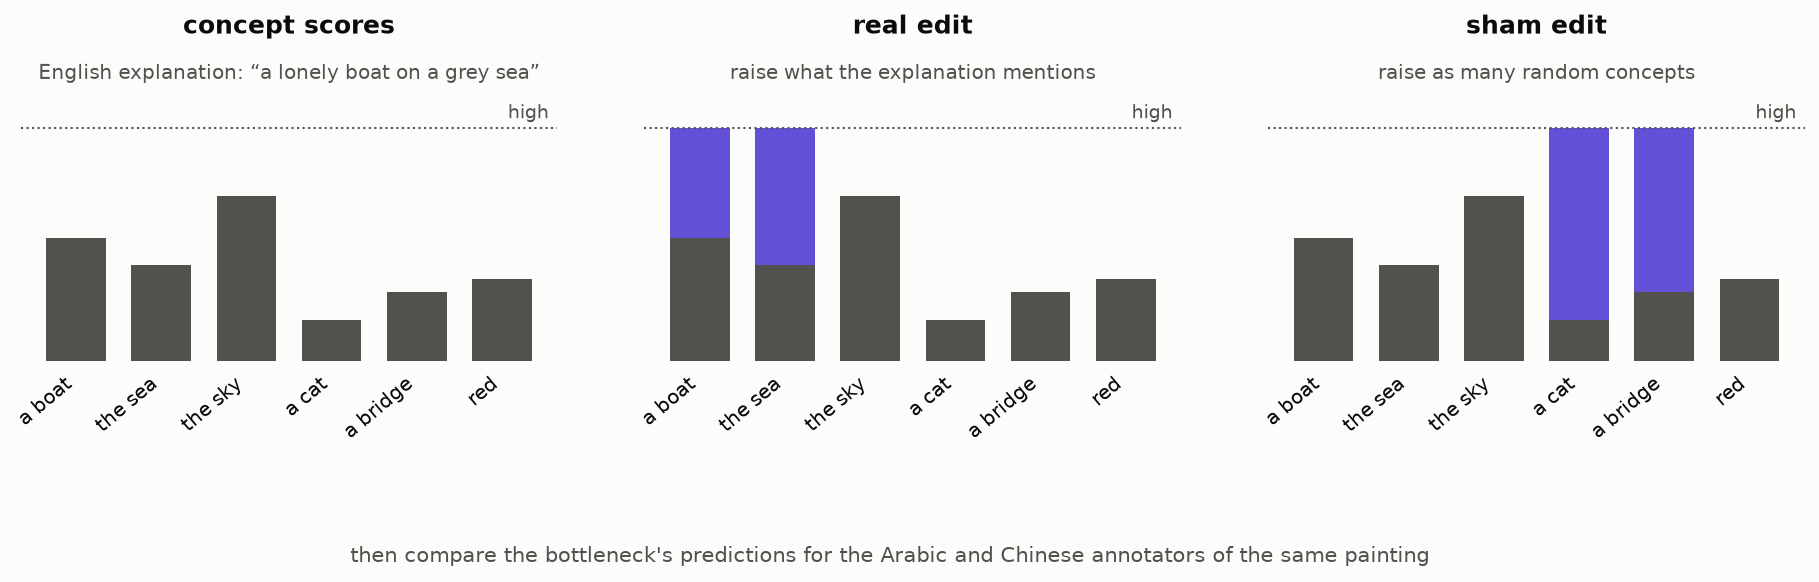 concept scores
English explanation: “a lonely boat on a grey sea”
high
a boat
the sea
the sky
a cat
a bridge
red
real edit
raise what the explanation mentions
high
a boat
the sea
the sky
a cat
a bridge
red
sham edit
raise as many random concepts
high
a boat
the sea
the sky
a cat
a bridge
red
then compare the bottleneck's predictions for the Arabic and Chinese annotators of the same painting